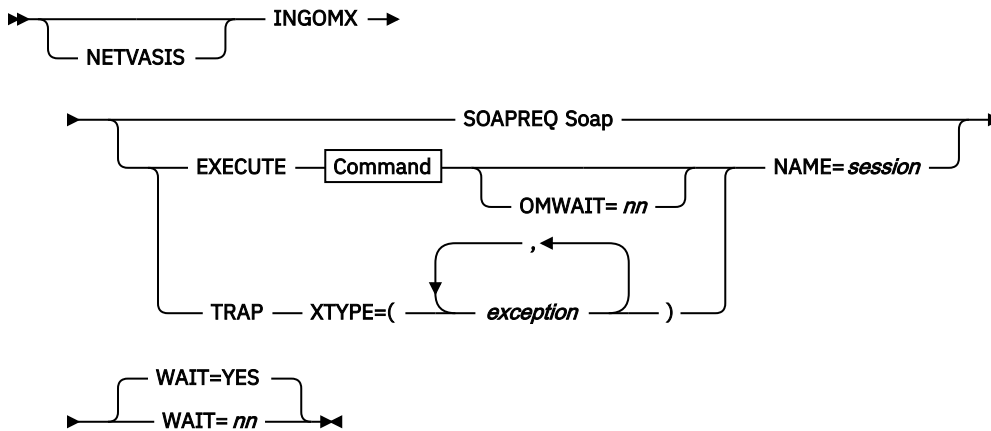 INGOMX
NETVASIS
SOAPREQ Soap
EXECUTE Command NAME= session
OMWAIT= nn
,
TRAP XTYPE=( exception )
WAIT=YES
WAIT= nn